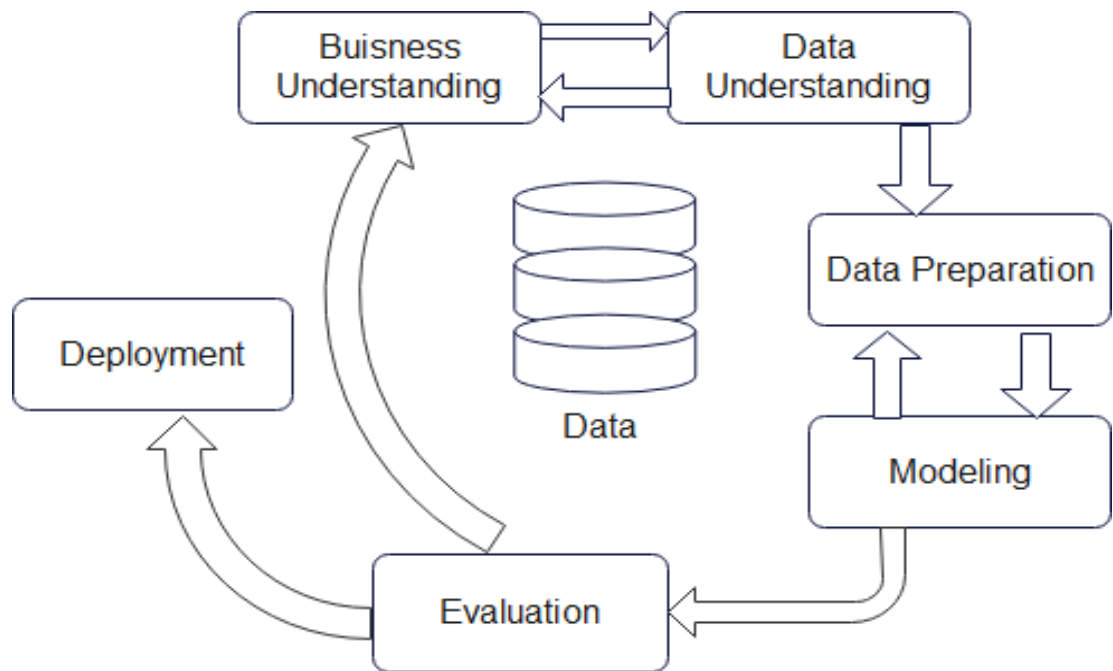 Buisness
Understanding
Data
Understanding
Data Preparation
Deployment
Data
Modeling
Evaluation